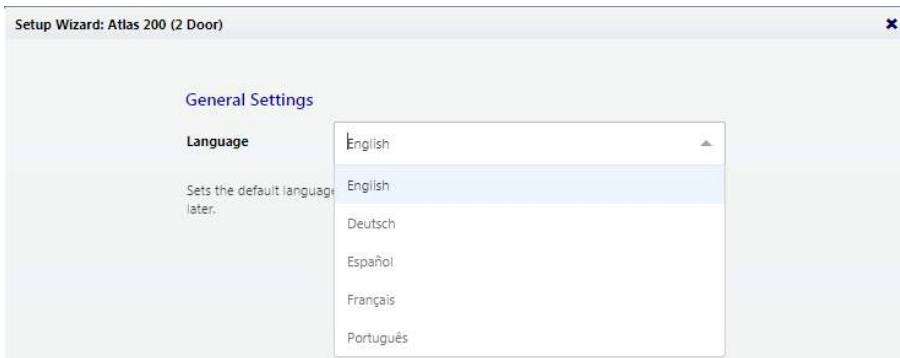 Setup Wizard: Atlas 200 (2 Door)
General Settings
Language
English
English
Sets the default language
later.
Deutsch
Español
Français
Português